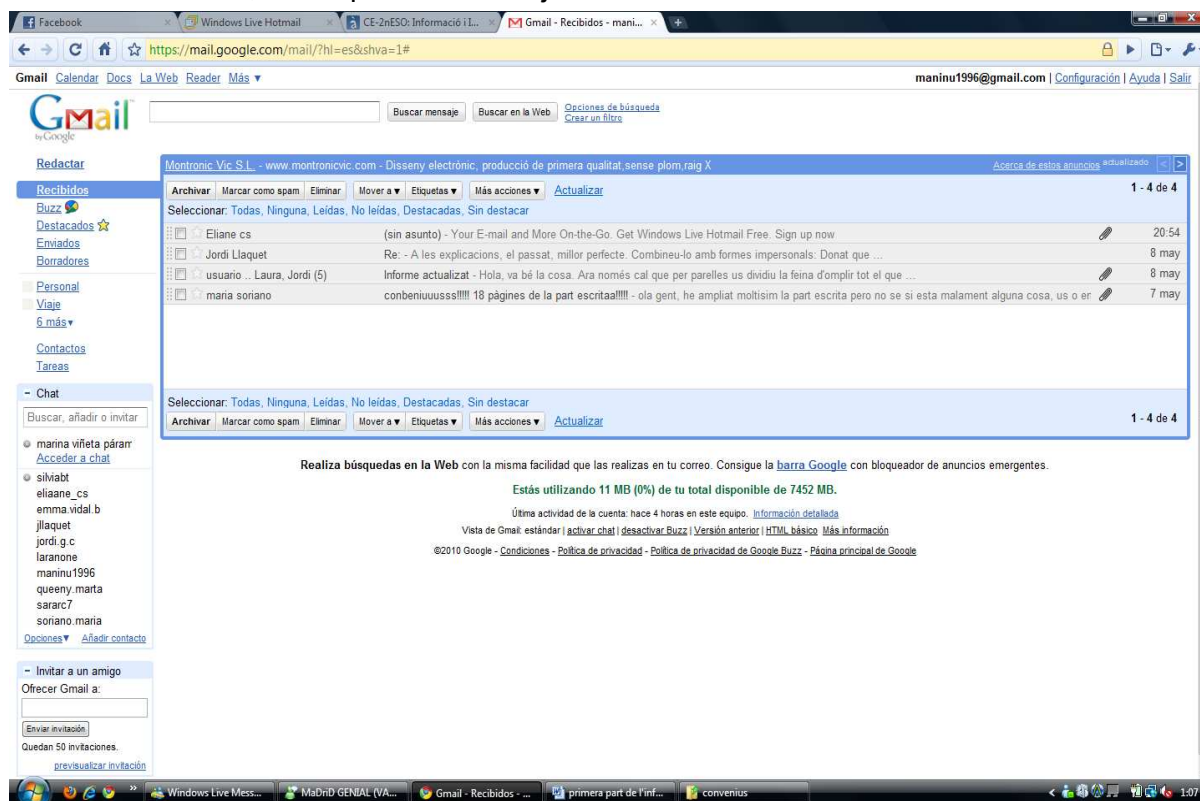 Facebook
Windows Live Hotmail
CE-2nESO: Informació i I...
Gmail - Recibidos - mani...
https://mail.google.com/mail/?hl=es&shva=1#
Gmail Calendar Docs La Web Reader Más ▼
maninu1996@gmail.com | Configuración | Ayuda | Salir
Gmail
by Google
Buscar mensaje Buscar en la Web
Opciones de búsqueda
Crear un filtro
Redactar
Recibidos
Buzz
Destacados
Enviados
Borradores
Personal
Viaje
6 más▼
Contactos
Tareas
Montronic Vic S.L. - www.montronicvic.com - Disseny electrònic, producció de primera qualitat,sense plom,raig X
Acerca de estos anuncios actualizado < >
Archivar Marcar como spam Eliminar Mover a ▼ Etiquetas ▼ Más acciones ▼ Actualizar 1 - 4 de 4
Seleccionar: Todas, Ninguna, Leídas, No leídas, Destacadas, Sin destacar
Eliane cs (sin asunto) - Your E-mail and More On-the-Go. Get Windows Live Hotmail Free. Sign up now 20:54
Jordi Llaquet Re: - A les explicacions, el passat, millor perfecte. Combineu-lo amb formes impersonals: Donat que ... 8 may
usuario .. Laura, Jordi (5) Informe actualizat - Hola, va bé la cosa. Ara només cal que per parelles us dividiu la feina d'omplir tot el que ... 8 may
maria soriano conbeniuuusss!!!!! 18 pàgines de la part escritaa!!!!! - ola gent, he ampliat moltisim la part escrita pero no se si esta malament alguna cosa, us o er 7 may
Seleccionar: Todas, Ninguna, Leídas, No leídas, Destacadas, Sin destacar
Archivar Marcar como spam Eliminar Mover a ▼ Etiquetas ▼ Más acciones ▼ Actualizar 1 - 4 de 4
− Chat
Buscar, añadir o invitar
marina viñeta páram
Acceder a chat
silviabt
eliaane_cs
emma.vidal.b
jllaquet
jordi.g.c
laranone
maninu1996
queeny.marta
sararc7
soriano.maria
Opciones▼ Añadir contacto
− Invitar a un amigo
Ofrecer Gmail a:
Enviar invitación
Quedan 50 invitaciones.
previsualizar invitación
Realiza búsquedas en la Web con la misma facilidad que las realizas en tu correo. Consigue la barra Google con bloqueador de anuncios emergentes.
Estás utilizando 11 MB (0%) de tu total disponible de 7452 MB.
Última actividad de la cuenta: hace 4 horas en este equipo. Información detallada
Vista de Gmail: estándar | activar chat | desactivar Buzz | Versión anterior | HTML básico Más información
©2010 Google - Condiciones - Política de privacidad - Política de privacidad de Google Buzz - Página principal de Google
Windows Live Mess... MaDriD GENIAL (VA... Gmail - Recibidos - ... primera part de l'inf... convenius 1:07